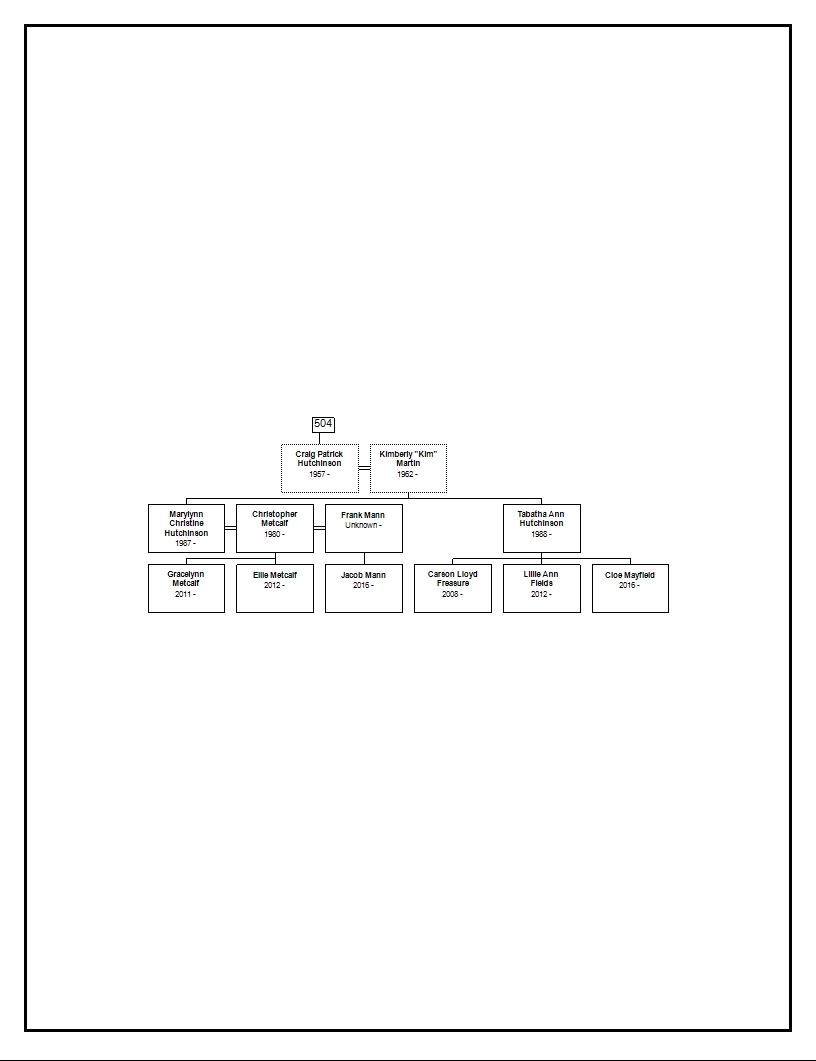 504
Craig Patrick
Hutchinson
1957 -
Kimberly "Kim"
Martin
1962 -
Marylynn
Christine
Hutchinson
1987 -
Christopher
Metcalf
1980 -
Frank Mann
Unknown -
Tabatha Ann
Hutchinson
1988 -
Gracelynn
Metcalf
2011 -
Ellie Metcalf
2012 -
Jacob Mann
2016 -
Carson Lloyd
Freasure
2008 -
Lillie Ann
Fields
2012 -
Cloe Mayfield
2016 -